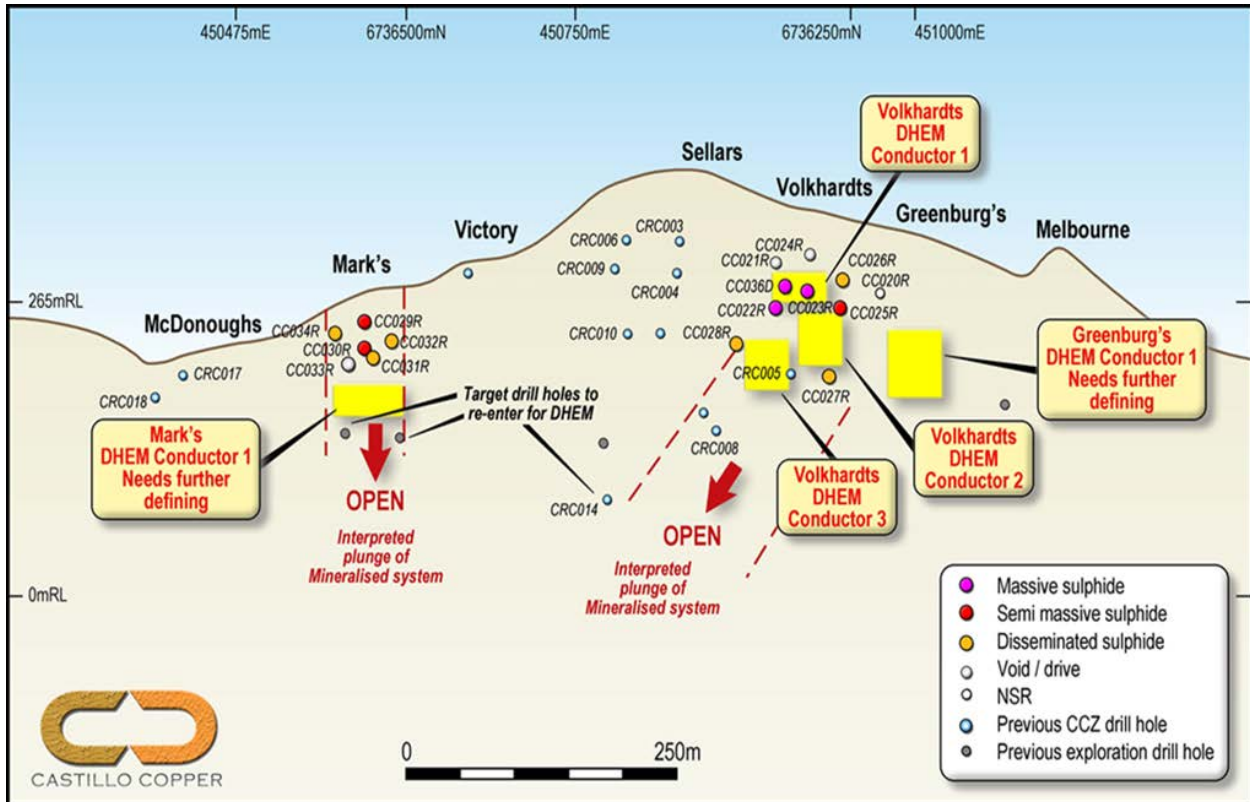 450475mE
6736500mN
450750mE
6736250mN
451000mE
Volkhardts
DHEM
Conductor 1
Sellars
Volkhardts
Greenburg's
Melbourne
Victory
Mark's
McDonoughs
265mRL
0mRL
CRC006
CRC003
CRC009
CRC004
CRC010
CC024R
CC021R
CC026R
CC036D
CC020R
CC022R
CC023R
CC025R
CC028R
CRC005
CC027R
CC034R
CC029R
CC030R
CC032R
CC033R
CC031R
CRC017
CRC018
CRC008
CRC014
Target drill holes to
re-enter for DHEM
Mark's
DHEM Conductor 1
Needs further
defining
Greenburg's
DHEM Conductor 1
Needs further
defining
Volkhardts
DHEM
Conductor 2
Volkhardts
DHEM
Conductor 3
OPEN
Interpreted
plunge of
Mineralised system
OPEN
Interpreted
plunge of
Mineralised system
Massive sulphide
Semi massive sulphide
Disseminated sulphide
Void / drive
NSR
Previous CCZ drill hole
Previous exploration drill hole
CASTILLO COPPER
0
250m